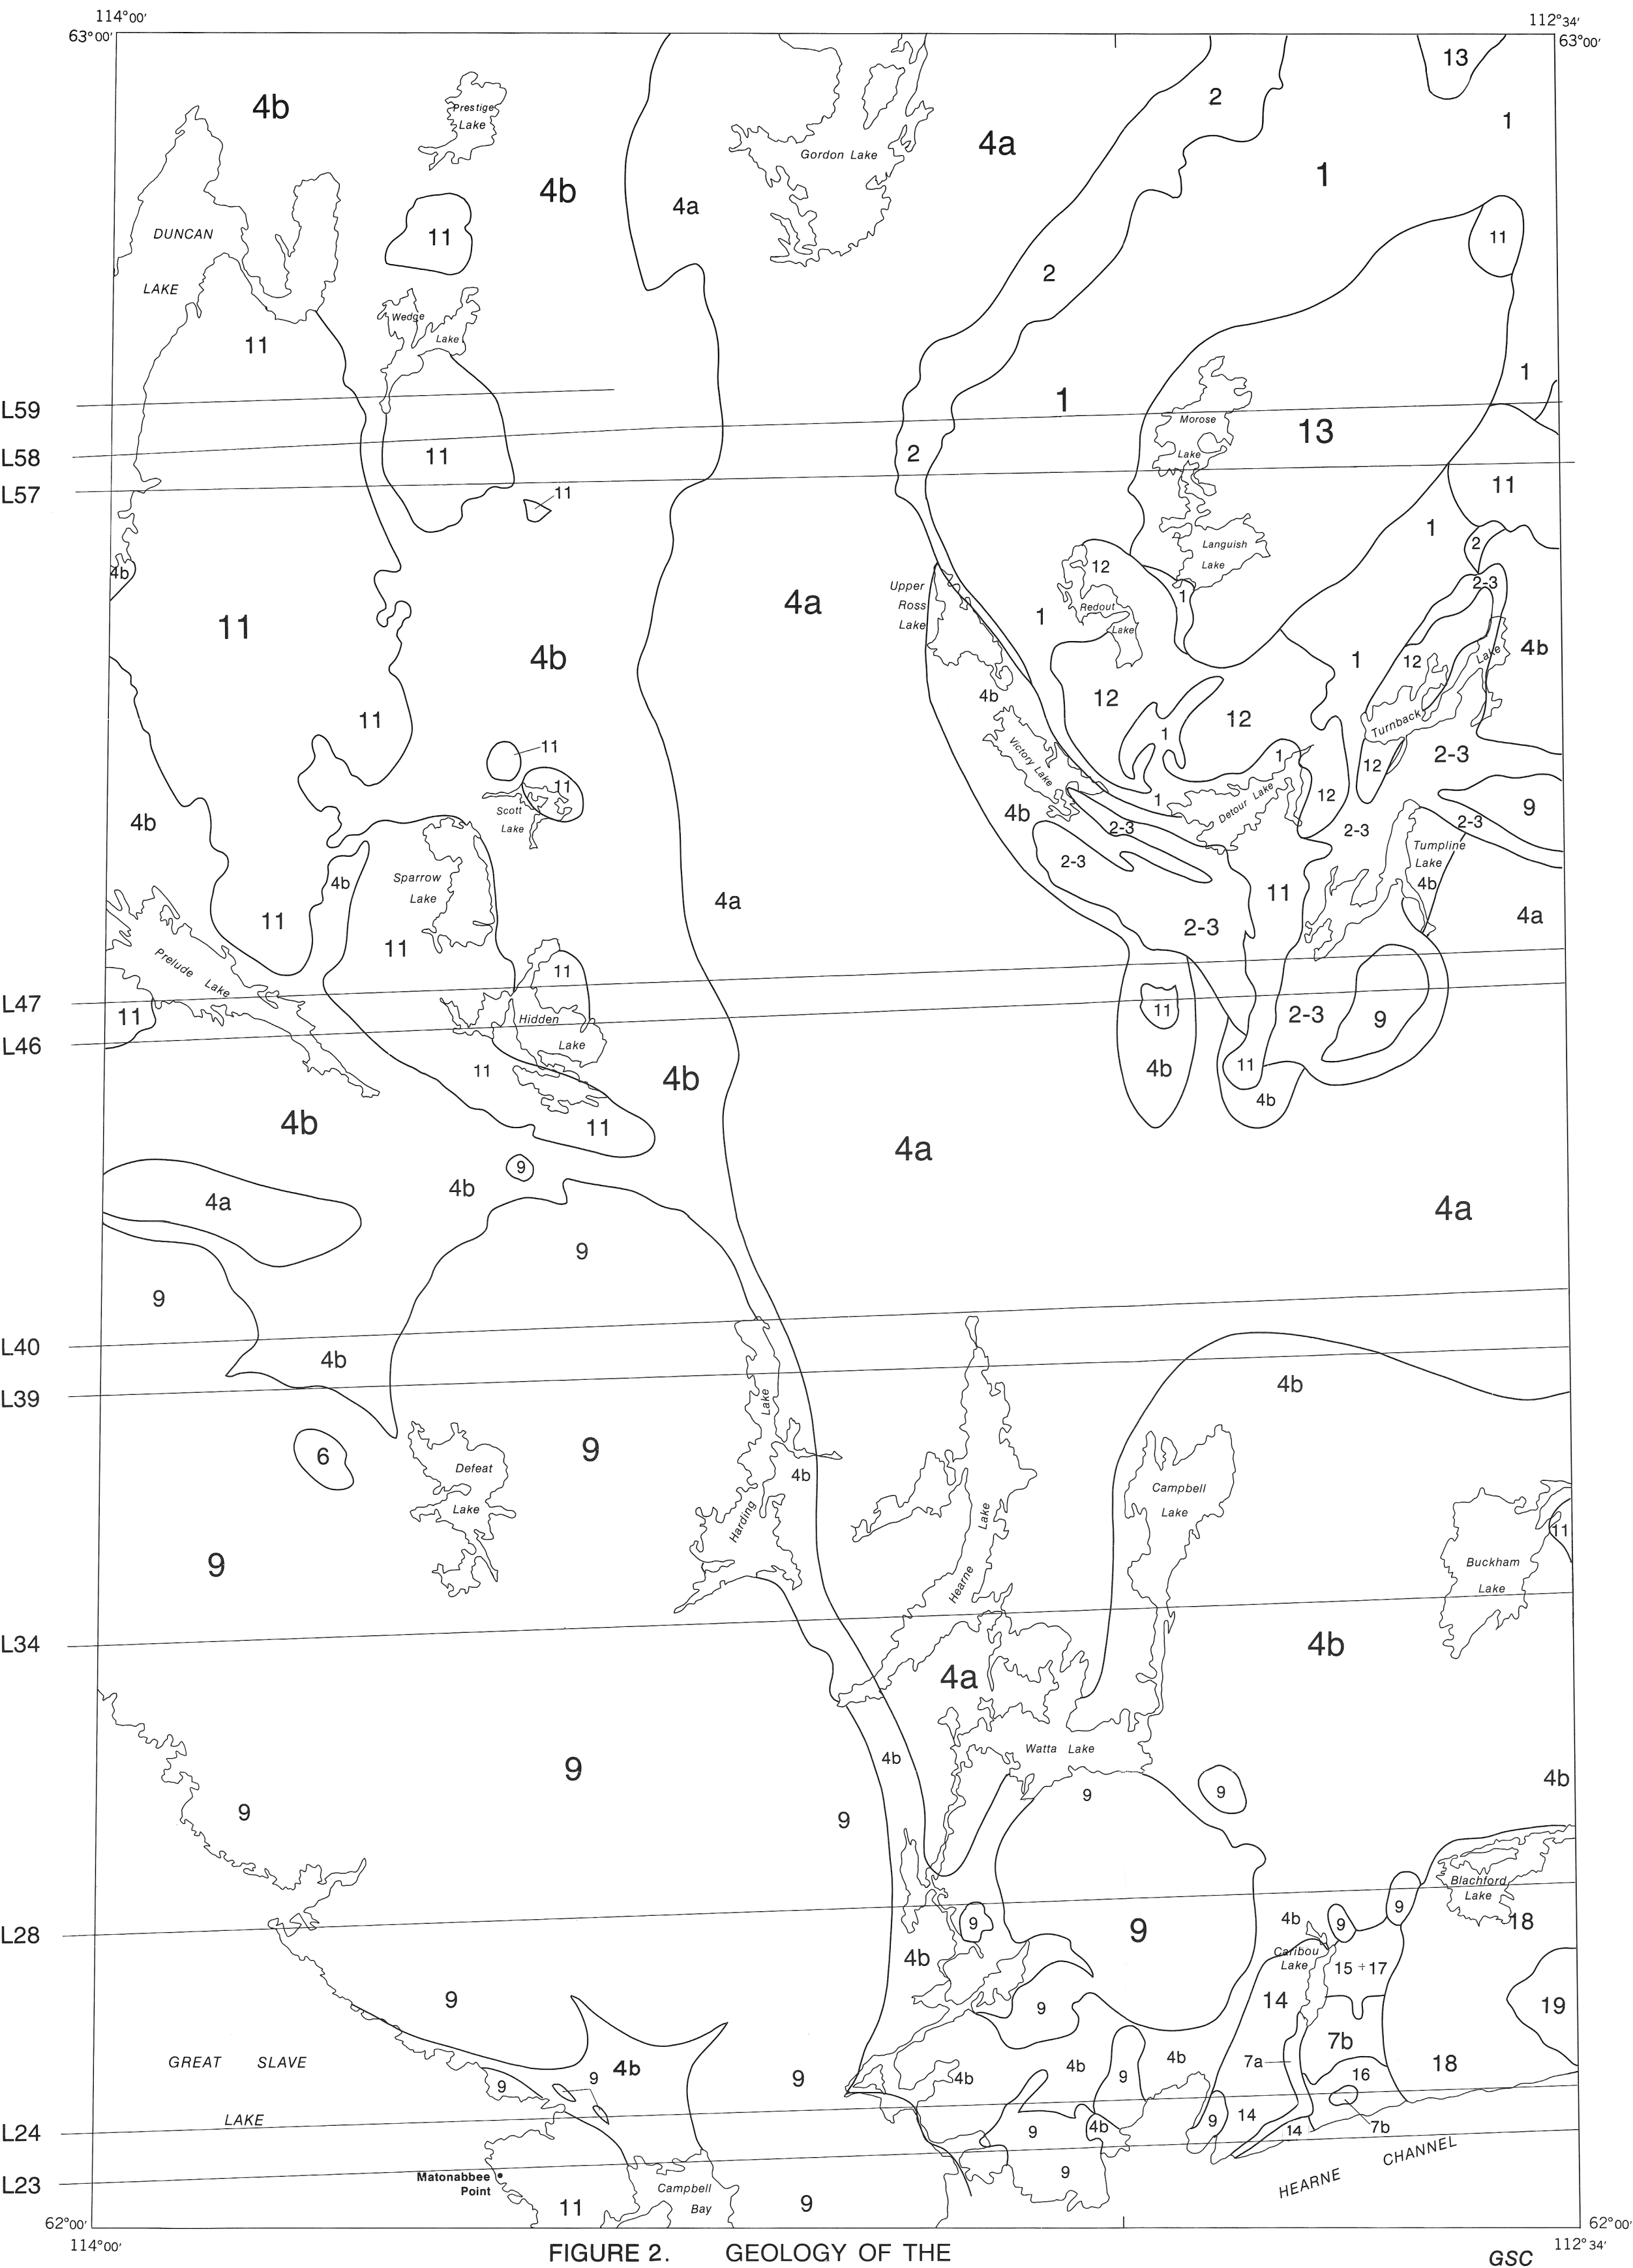 114°00′ 112°34′
63°00′ 63°00′
13
4b Prestige Lake 2
1
4a
Gordon Lake
4b 1
4a
DUNCAN 11 11
2
LAKE
Wedge
11 Lake
1
L59 1
Morose
13
L58 11 2 Lake
L57 11 11
1
2
Languish
Lake
4b 12
2-3
Upper
Ross
Lake
4a 1
Redout
Lake
1
11
4b 1 12 Lake 4b
4b 12
11 12
1 Turnback
11 Victory Lake 1 2-3
12
11 1 Detour Lake 12 9
Scott
Lake
4b 4b 2-3 2-3 2-3
Tumpline
Lake
2-3
Sparrow
Lake
4b 11 4b
4a 4a
11 2-3
11
Prelude Lake 11
L47
11 Hidden 11 2-3 9
L46 Lake
11 4b 4b 11
4b
4b 11
4a
9
4b
4a 4a
9
9
L40
4b
4b
L39
Lake
9
6 Defeat
Lake
4b Campbell
Lake
Harding Lake 11
9 Hearne Buckham
Lake
L34 4b
4a
Watta Lake
9 4b
9 4b
9
9 9
Blachford
Lake
9 9
L28 9 9 4b 9 18
4b Caribou
Lake 15+17
9 9 14 19
7b
GREAT SLAVE 4b 4b 4b 7a 18
9 9 9 4b 9 16
LAKE 9 14
L24 9 4b 14 7b
CHANNEL
L23 Matonabbee
Point
9
HEARNE
Campbell
Bay
11 9
62°00′ 62°00′
114°00′ 112°34′
FIGURE 2. GEOLOGY OF THE
GSC